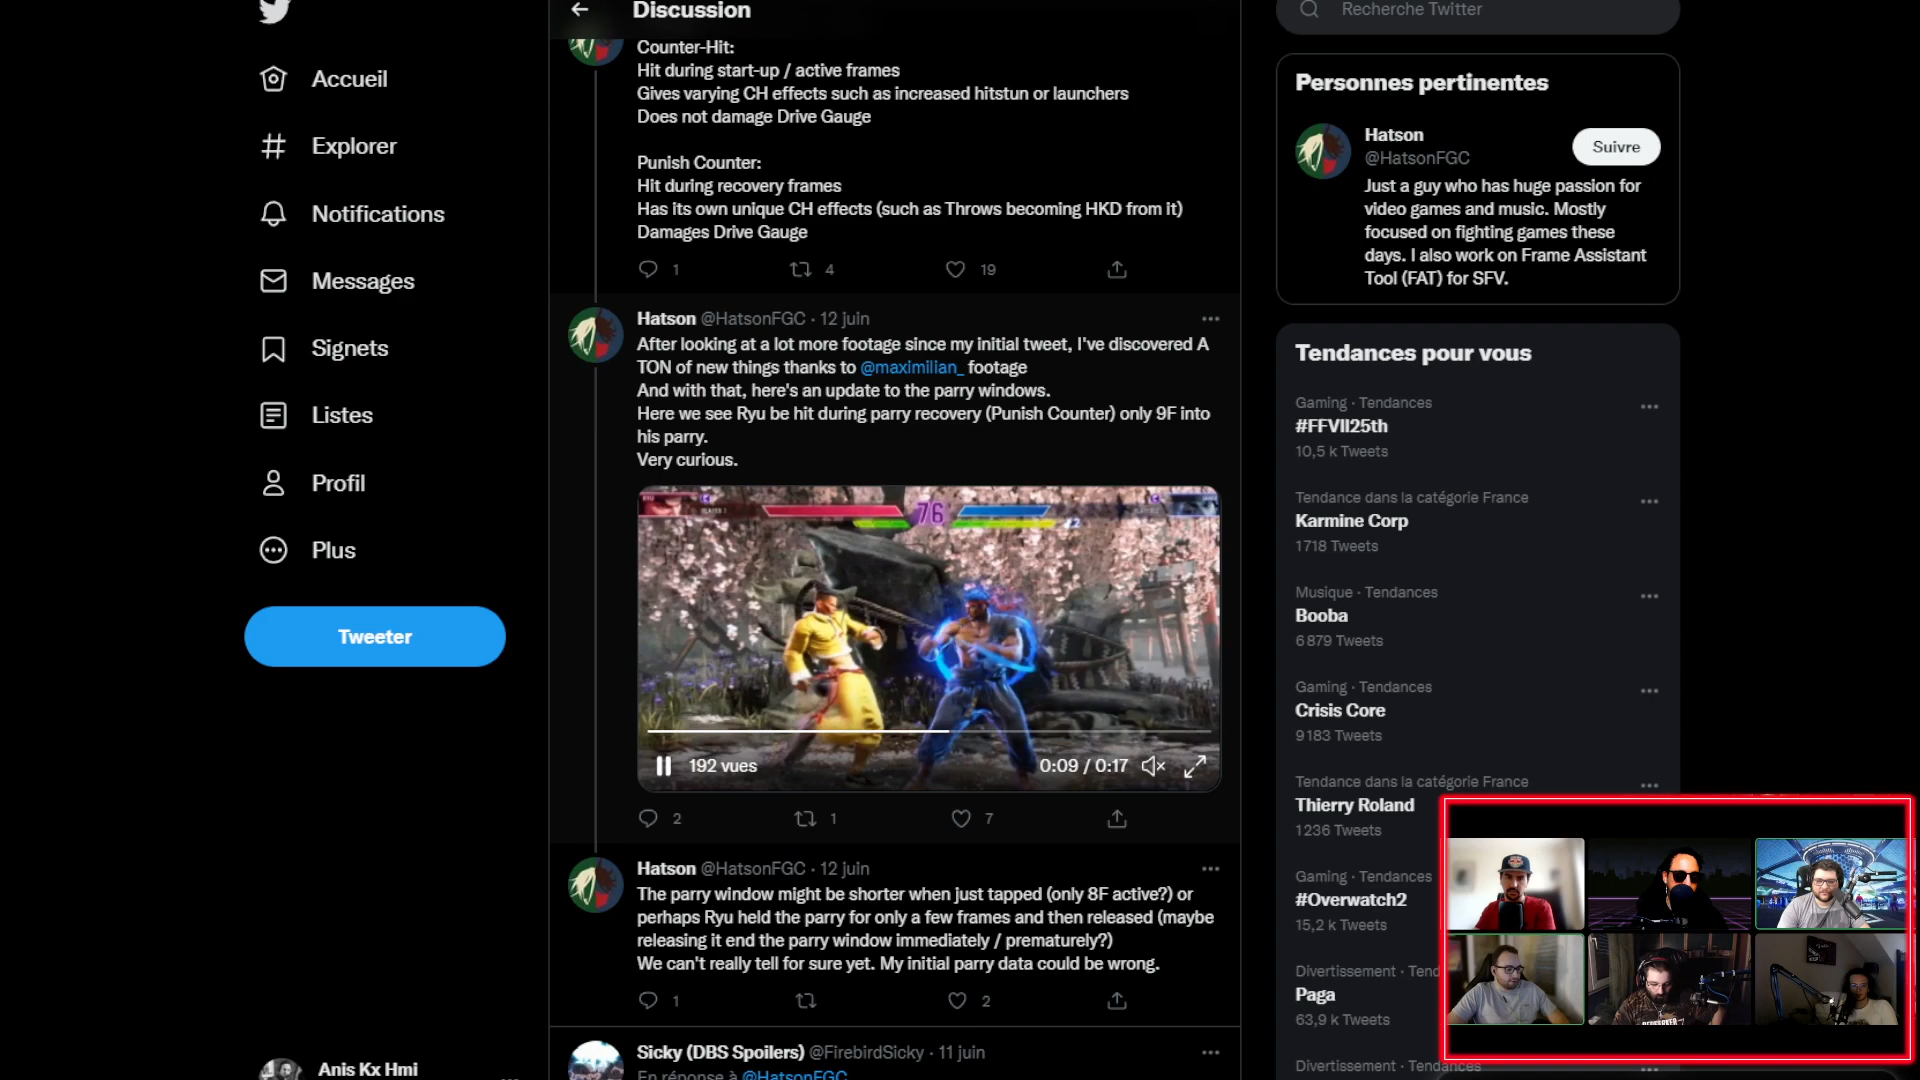 Discussion
Recherche Twitter
Accueil
Explorer
Notifications
Messages
Signets
Listes
Profil
Plus
Tweeter
Anis Kx Hmi
Counter-Hit:
Hit during start-up / active frames
Gives varying CH effects such as increased hitstun or launchers
Does not damage Drive Gauge
Punish Counter:
Hit during recovery frames
Has its own unique CH effects (such as Throws becoming HKD from it)
Damages Drive Gauge
1
4
19
Hatson @HatsonFGC · 12 juin
After looking at a lot more footage since my initial tweet, I've discovered A
TON of new things thanks to @maximilian_ footage
And with that, here's an update to the parry windows.
Here we see Ryu be hit during parry recovery (Punish Counter) only 9F into
his parry.
Very curious.
76
192 vues
0:09 / 0:17
2
1
7
Hatson @HatsonFGC · 12 juin
The parry window might be shorter when just tapped (only 8F active?) or
perhaps Ryu held the parry for only a few frames and then released (maybe
releasing it end the parry window immediately / prematurely?)
We can't really tell for sure yet. My initial parry data could be wrong.
1
2
Sicky (DBS Spoilers) @FirebirdSicky · 11 juin
En réponse à @HatsonFGC
Personnes pertinentes
Hatson
@HatsonFGC
Suivre
Just a guy who has huge passion for
video games and music. Mostly
focused on fighting games these
days. I also work on Frame Assistant
Tool (FAT) for SFV.
Tendances pour vous
Gaming · Tendances
#FFVII25th
10,5 k Tweets
Tendance dans la catégorie France
Karmine Corp
1 718 Tweets
Musique · Tendances
Booba
6 879 Tweets
Gaming · Tendances
Crisis Core
9 183 Tweets
Tendance dans la catégorie France
Thierry Roland
1 236 Tweets
Gaming · Tendances
#Overwatch2
15,2 k Tweets
Divertissement · Tend
Paga
63,9 k Tweets
Divertissement · Tendances